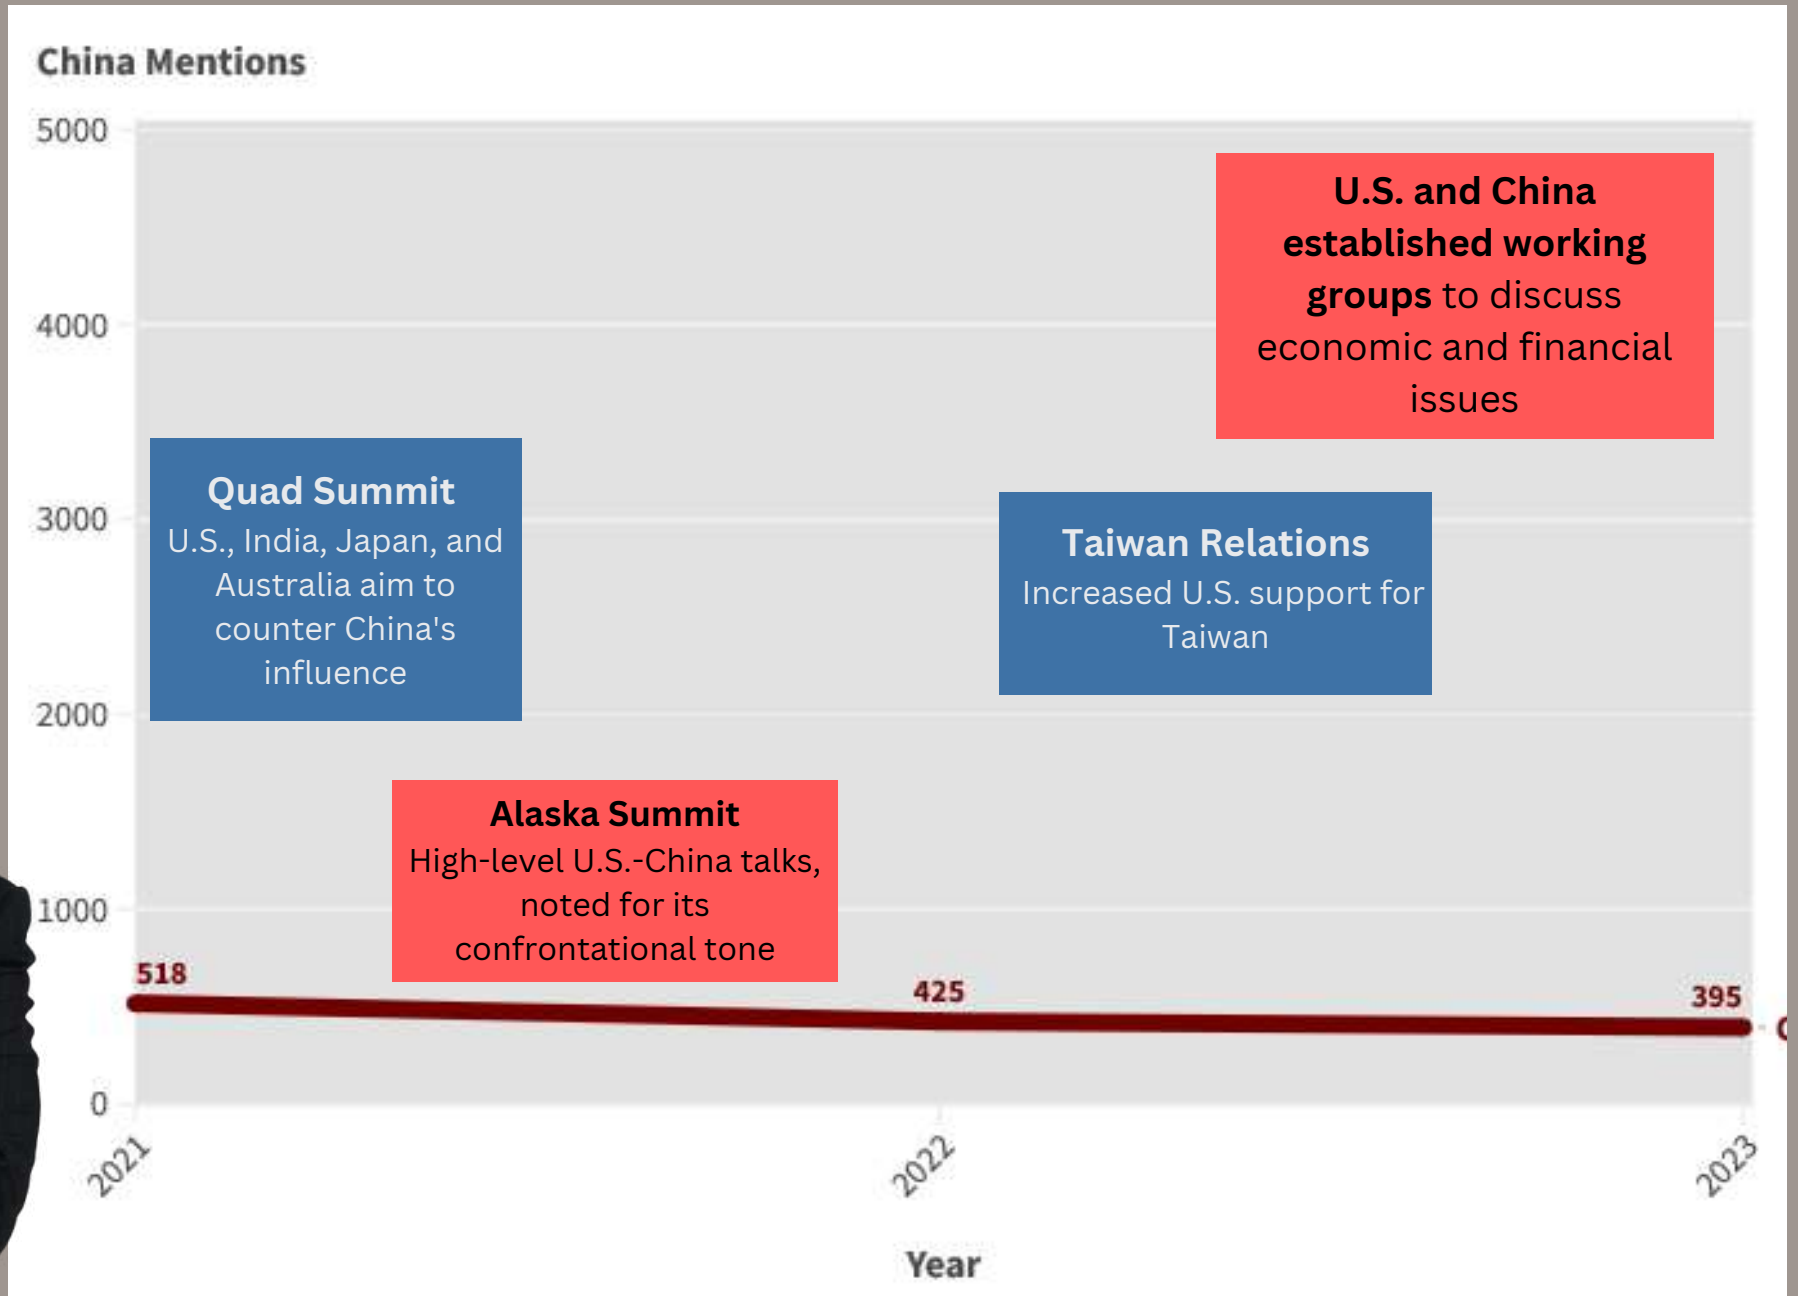 China Mentions
5000
4000
3000
2000
1000
0
U.S. and China
established working
groups to discuss
economic and financial
issues
Quad Summit
U.S., India, Japan, and
Australia aim to
counter China's
influence
Taiwan Relations
Increased U.S. support for
Taiwan
Alaska Summit
High-level U.S.-China talks,
noted for its
confrontational tone
518
425
395
2021
2022
2023
Year